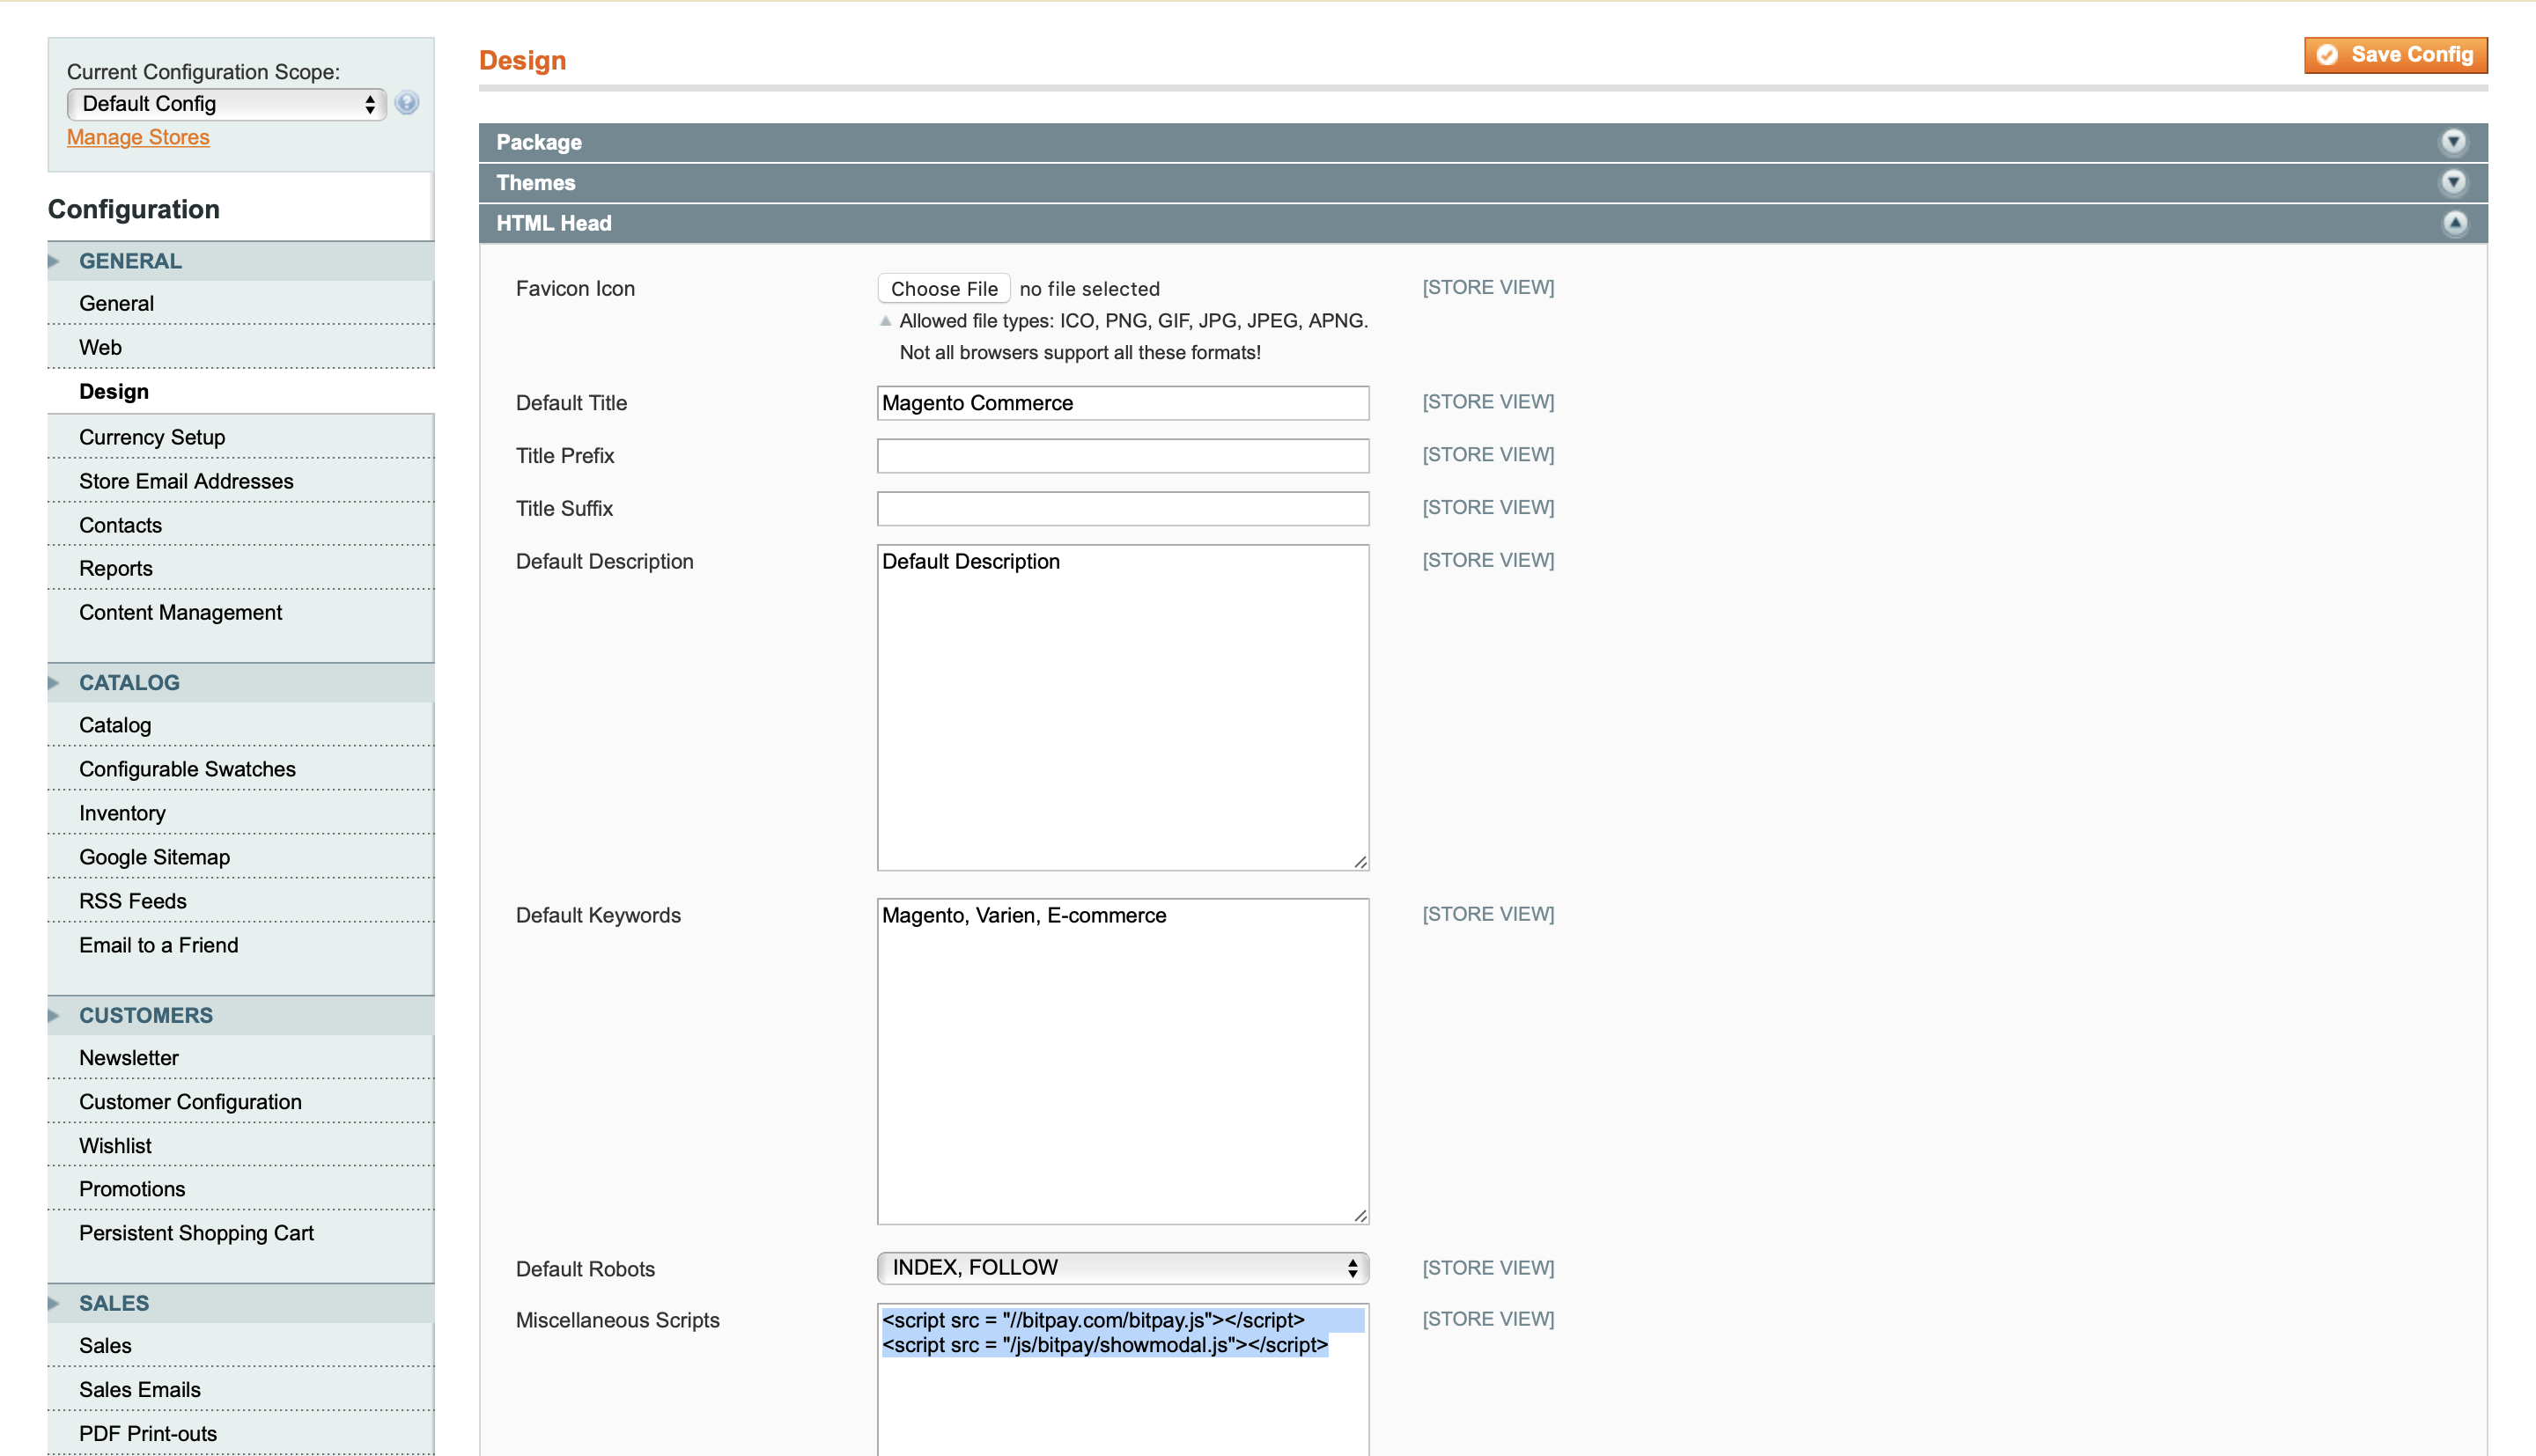 Current Configuration Scope:
Default Config
Manage Stores
Configuration
GENERAL
General
Web
Design
Currency Setup
Store Email Addresses
Contacts
Reports
Content Management
CATALOG
Catalog
Configurable Swatches
Inventory
Google Sitemap
RSS Feeds
Email to a Friend
CUSTOMERS
Newsletter
Customer Configuration
Wishlist
Promotions
Persistent Shopping Cart
SALES
Sales
Sales Emails
PDF Print-outs
Design
Save Config
Package
Themes
HTML Head
Favicon Icon Choose File no file selected [STORE VIEW]
Allowed file types: ICO, PNG, GIF, JPG, JPEG, APNG.
Not all browsers support all these formats!
Default Title Magento Commerce [STORE VIEW]
Title Prefix [STORE VIEW]
Title Suffix [STORE VIEW]
Default Description Default Description [STORE VIEW]
Default Keywords Magento, Varien, E-commerce [STORE VIEW]
Default Robots INDEX, FOLLOW [STORE VIEW]
Miscellaneous Scripts <script src = "//bitpay.com/bitpay.js"></script> [STORE VIEW]
<script src = "/js/bitpay/showmodal.js"></script>